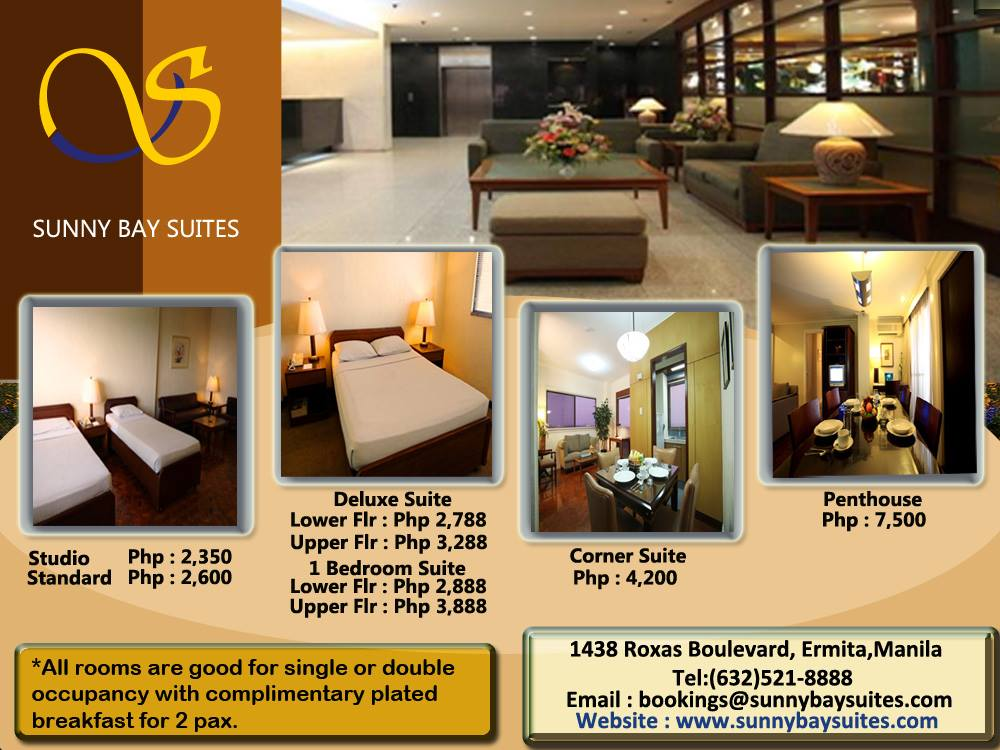 SUNNY BAY SUITES
Studio Php : 2,350
Standard Php : 2,600
Deluxe Suite
Lower Flr : Php 2,788
Upper Flr : Php 3,288
1 Bedroom Suite
Lower Flr : Php 2,888
Upper Flr : Php 3,888
Corner Suite
Php : 4,200
Penthouse
Php : 7,500
*All rooms are good for single or double
occupancy with complimentary plated
breakfast for 2 pax.
1438 Roxas Boulevard, Ermita,Manila
Tel:(632)521-8888
Email : bookings@sunnybaysuites.com
Website : www.sunnybaysuites.com